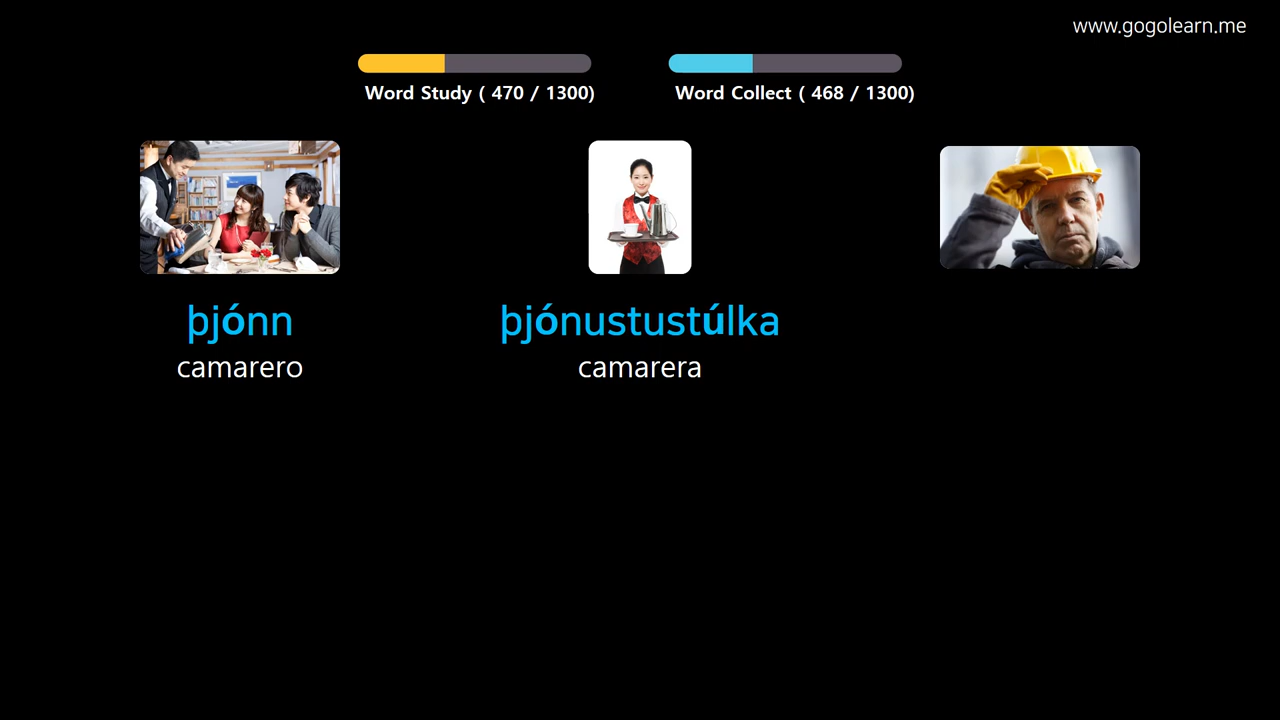 www.gogolearn.me
Word Study ( 470 / 1300)
Word Collect ( 468 / 1300)
þjónn
camarero
þjónustustúlka
camarera